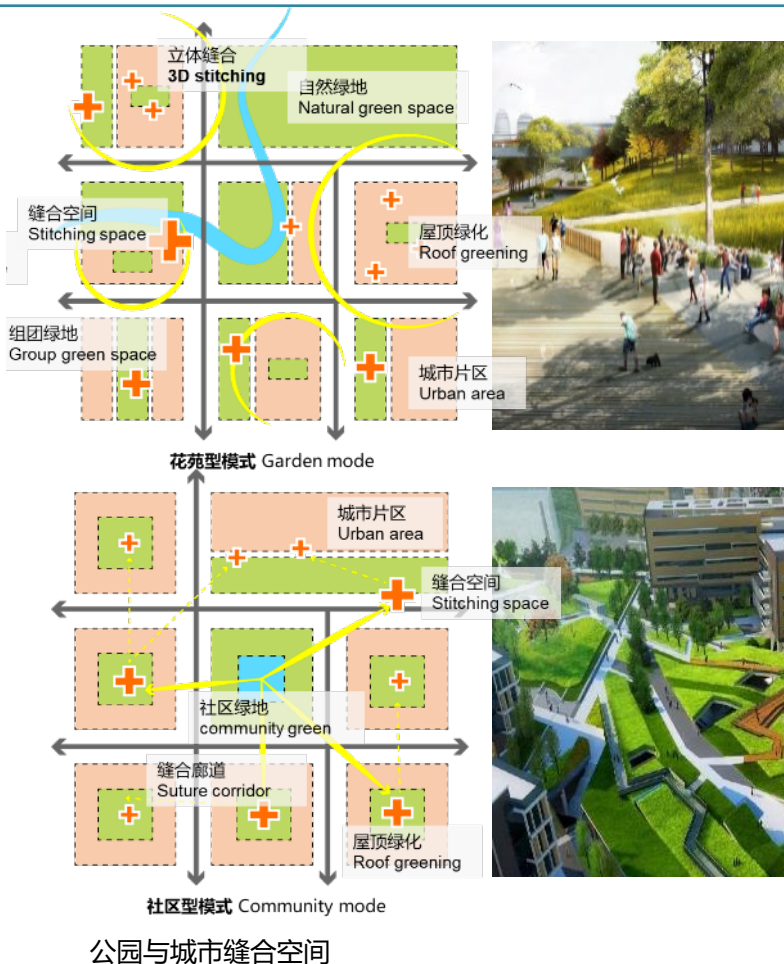 立体缝合
3D stitching
自然绿地
Natural green space
缝合空间
Stitching space
屋顶绿化
Roof greening
组团绿地
Group green space
城市片区
Urban area
花苑型模式 Garden mode
城市片区
Urban area
缝合空间
Stitching space
社区绿地
community green
缝合廊道
Suture corridor
屋顶绿化
Roof greening
社区型模式 Community mode
公园与城市缝合空间